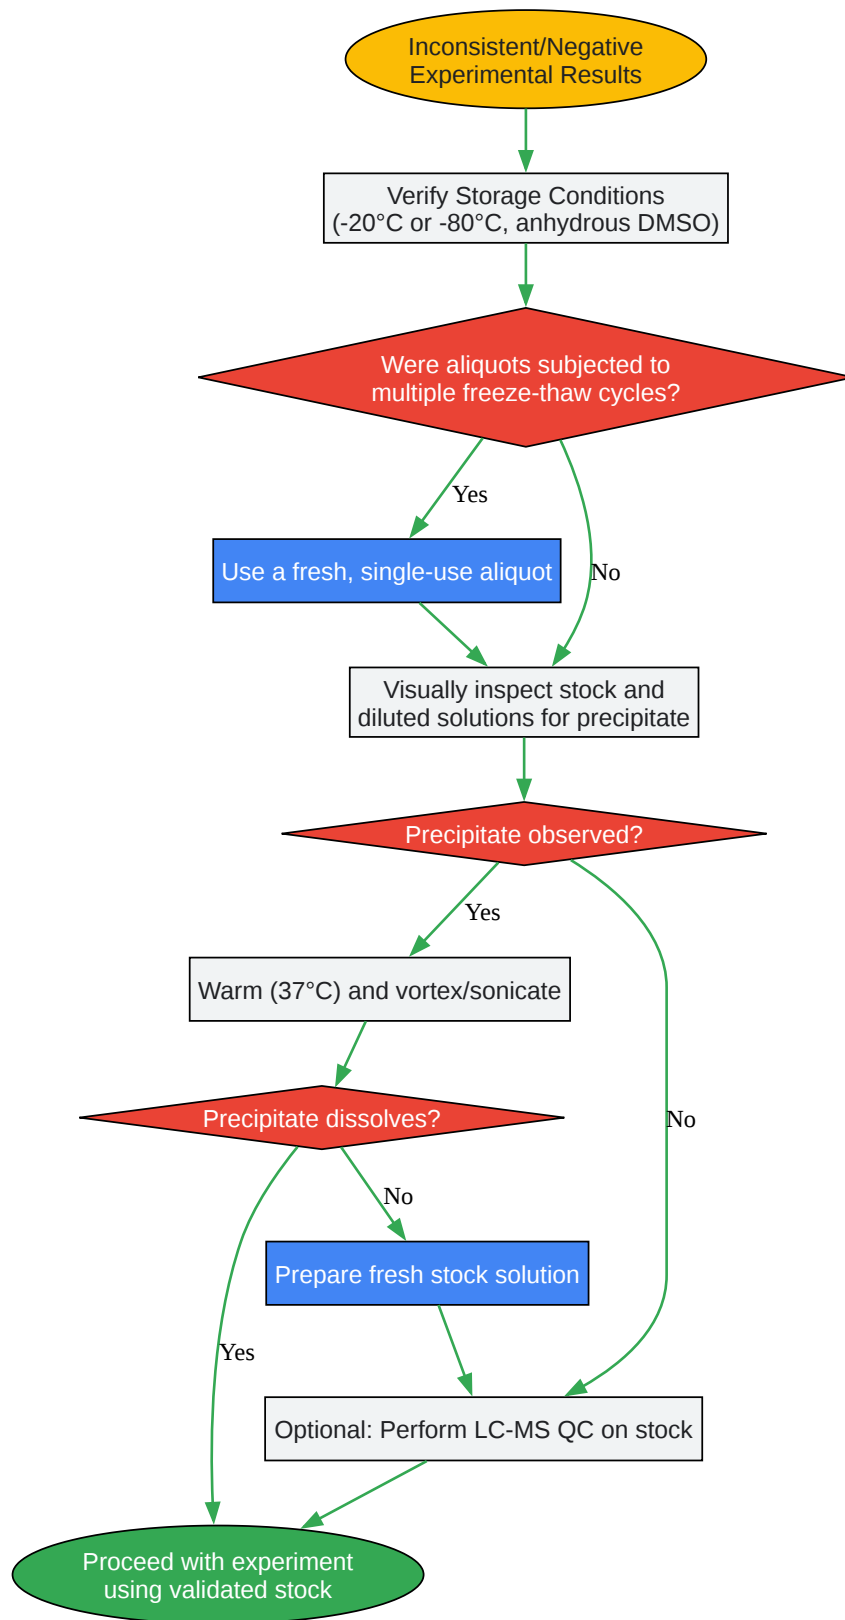 Inconsistent/Negative
Experimental Results
Verify Storage Conditions
(-20°C or -80°C, anhydrous DMSO)
Were aliquots subjected to
multiple freeze-thaw cycles?
Yes
Use a fresh, single-use aliquot
No
Visually inspect stock and
diluted solutions for precipitate
Precipitate observed?
Yes
Warm (37°C) and vortex/sonicate
Precipitate dissolves?
No
No
Prepare fresh stock solution
Yes
Optional: Perform LC-MS QC on stock
Proceed with experiment
using validated stock